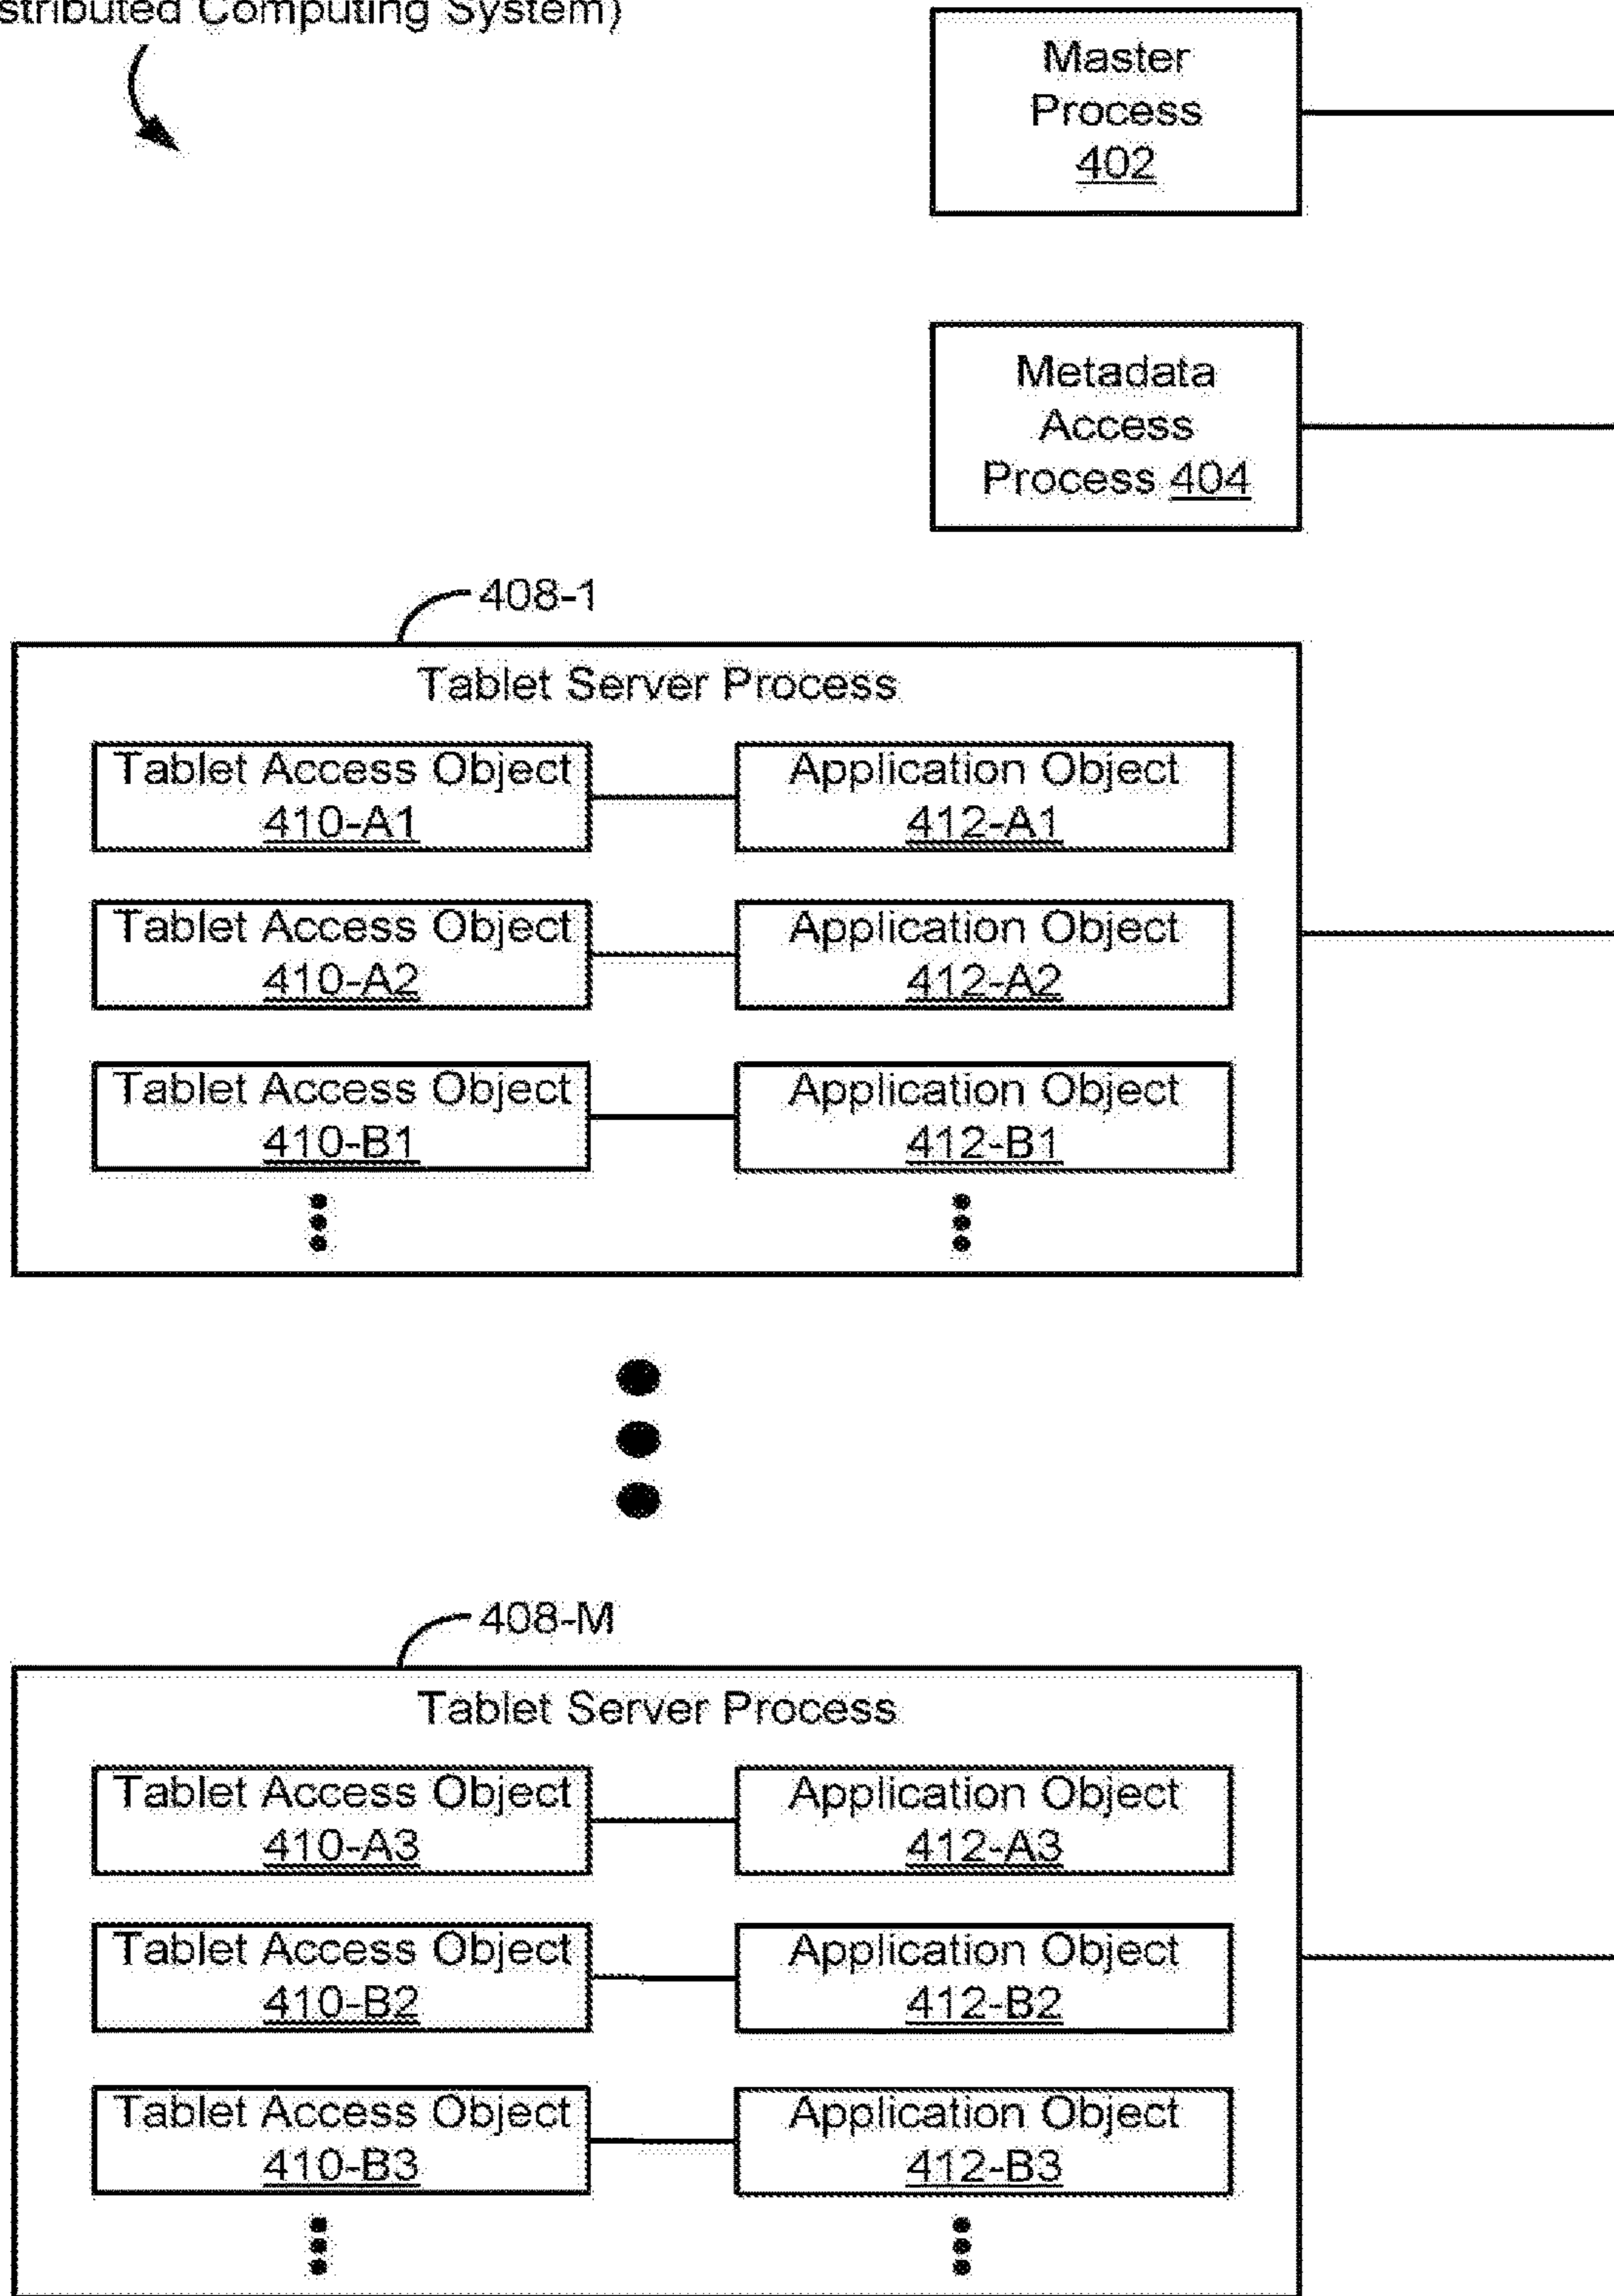 Computing System)
Master
Process
402
Metadata
Access
Process 404
408-1
Tablet Server Process
Tablet Access Object
410-A1
Application Object
412-A1
Tablet Access Object
410-A2
Application Object
412-A2
Tablet Access Object
410-B1
Application Object
412-B1
408-M
Tablet Server Process
Tablet Access Object
410-A3
Application Object
412-A3
Tablet Access Object
410-B2
Application Object
412-B2
Tablet Access Object
410-B3
Application Object
412-B3